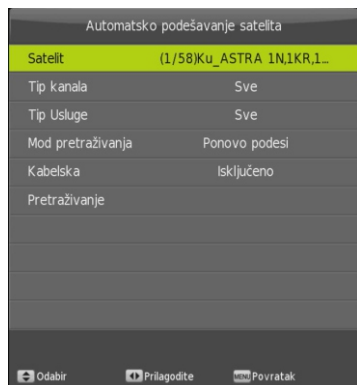 Automatsko podešavanje satelita
Satelit (1/58)Ku_ASTRA 1N,1KR,1...
Tip kanala Sve
Tip Usluge Sve
Mod pretraživanja Ponovo podesi
Kabelska Isključeno
Pretraživanje
Odabir Prilagodite MENU Povratak